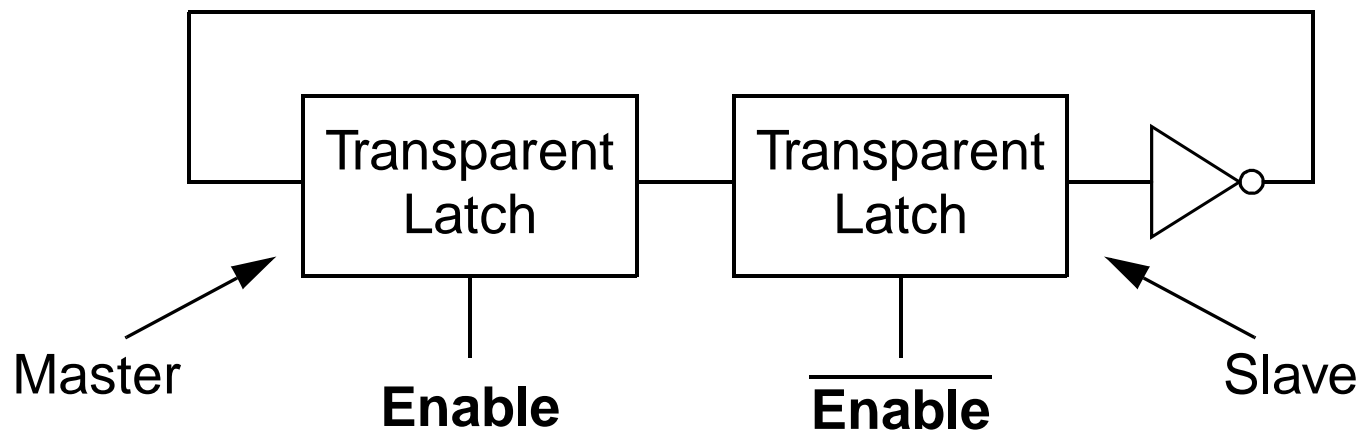 Transparent
Latch
Transparent
Latch
Master
Enable
Enable
Slave